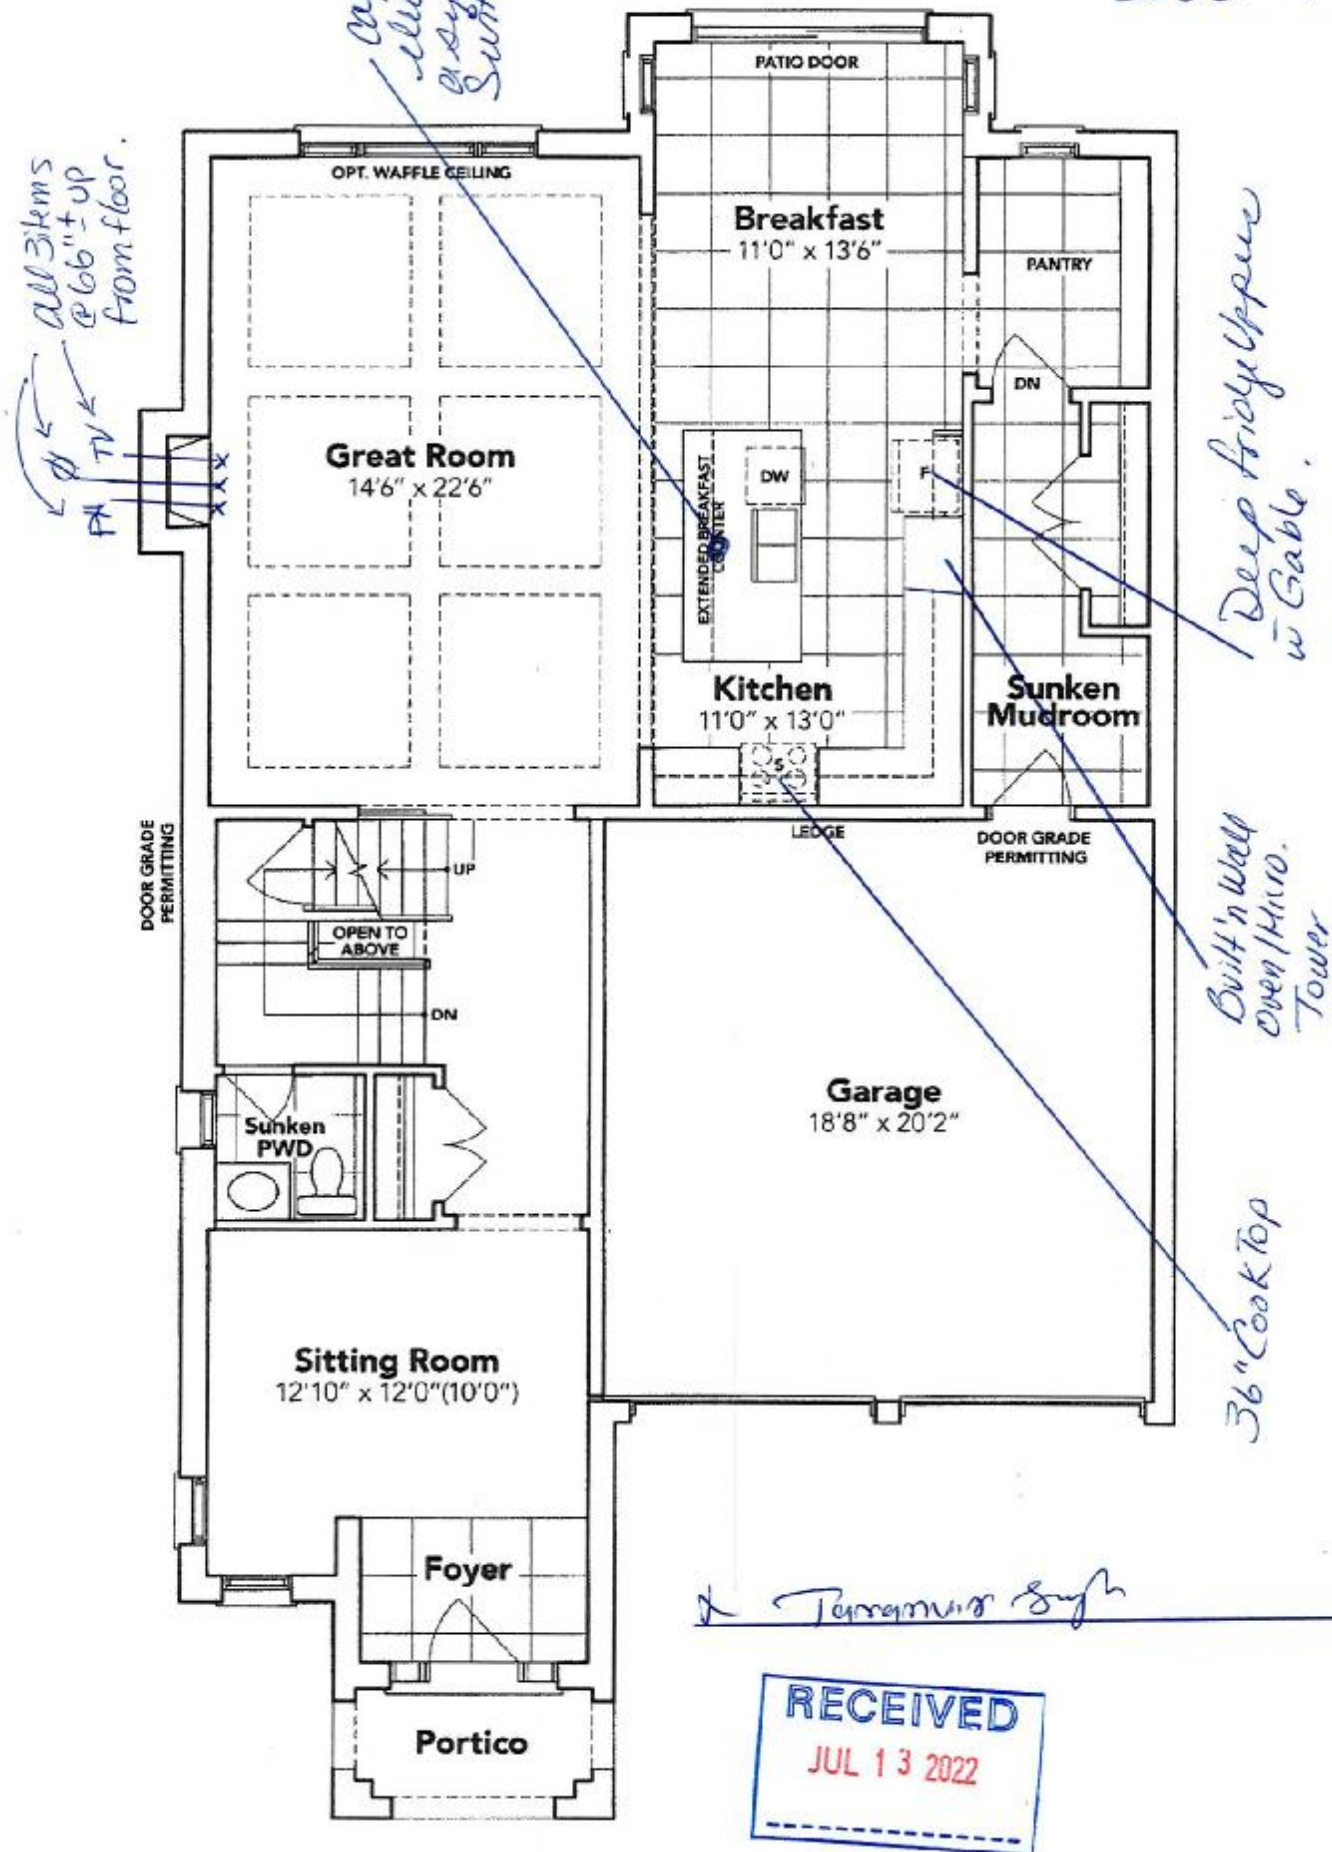 PATIO DOOR
OPT. WAFFLE CEILING
all 3 items
@ 66" ± up
from floor.
Breakfast
11'0" x 13'6"
PANTRY
DN
Deep fridge Upper
w Gable.
TV
PH
Great Room
14'6" x 22'6"
EXTENDED BREAKFAST
COUNTER
DW
F
Kitchen
11'0" x 13'0"
Sunken
Mudroom
S
LEDGE
DOOR GRADE
PERMITTING
DOOR GRADE
PERMITTING
UP
OPEN TO
ABOVE
DN
Built'n Wall
Oven/Micro.
Tower
Sunken
PWD
Garage
18'8" x 20'2"
36" Cook Top
Sitting Room
12'10" x 12'0"(10'0")
Foyer
Portico
RECEIVED
JUL 13 2022